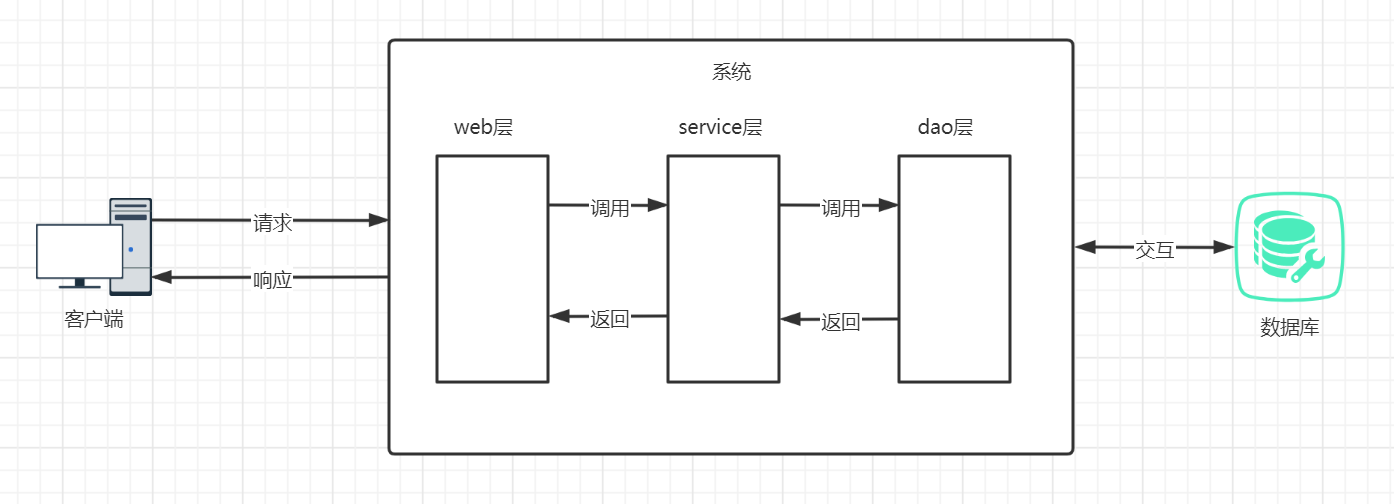 系统
web层
service层
dao层
调用
调用
请求
交互
响应
返回
返回
客户端
数据库